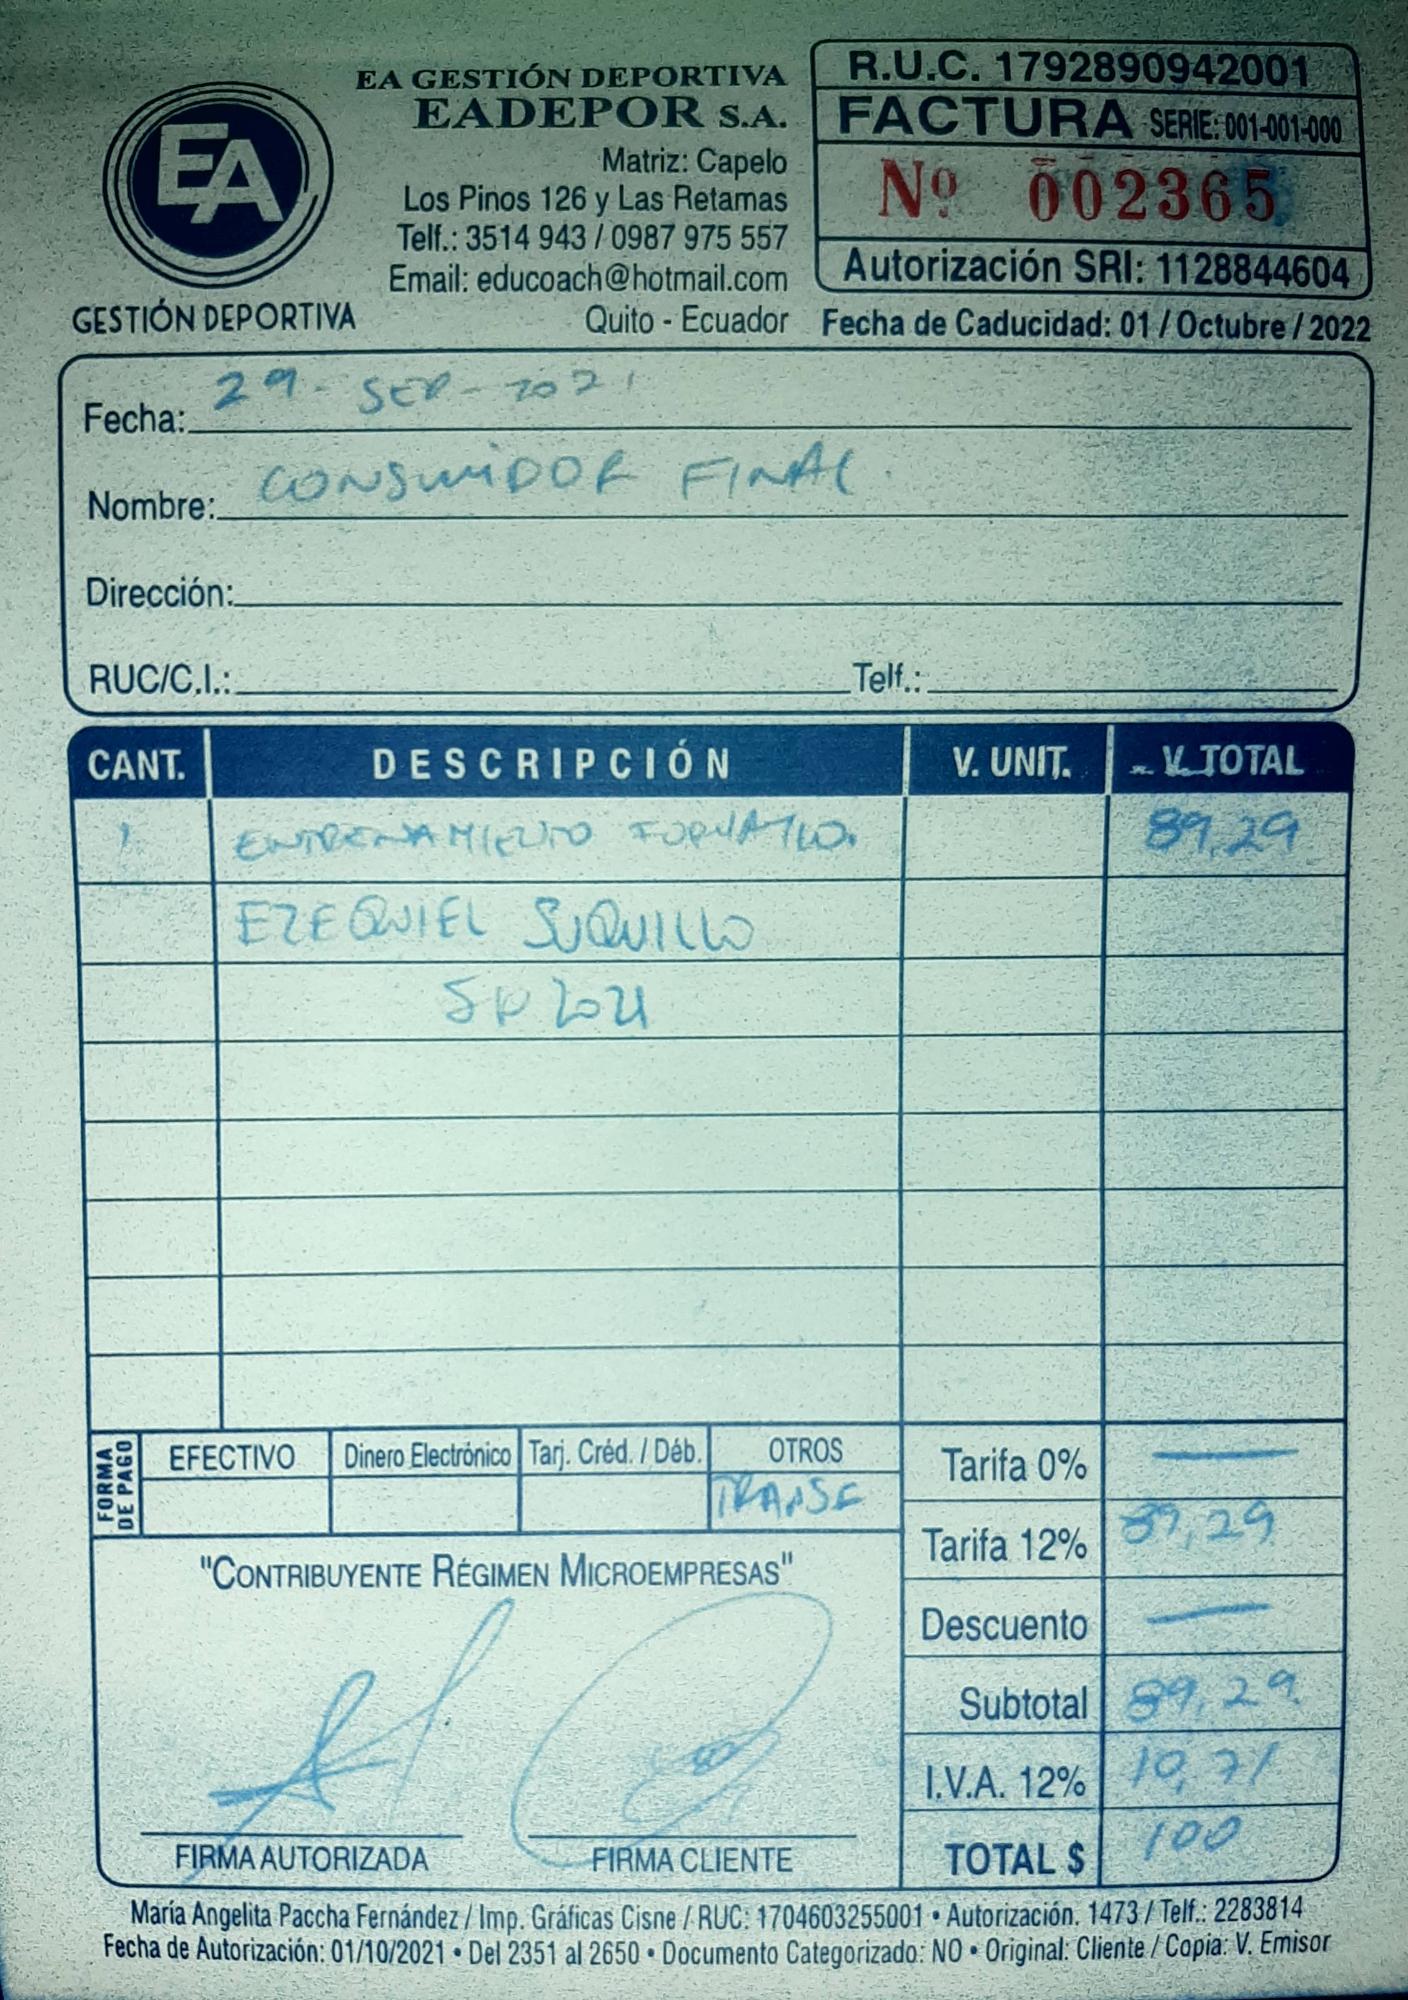 EA GESTIÓN DEPORTIVA
EADEPOR S.A.
Matriz: Capelo
Los Pinos 126 y Las Retamas
Telf.: 3514 943 / 0987 975 557
Email: educoach@hotmail.com
Quito - Ecuador
EA
GESTIÓN DEPORTIVA
R.U.C. 1792890942001
FACTURA SERIE: 001-001-000
Nº 002365
Autorización SRI: 1128844604
Fecha de Caducidad: 01 / Octubre / 2022
Fecha: 29 - SEP - 2021
Nombre: CONSUMIDOR FINAL.
Dirección:
RUC/C.I.: Telf.:
CANT. DESCRIPCIÓN V. UNIT. V. TOTAL
1 ENTRENAMIENTO FORMATIVO. 89,29
EZEQUIEL SUQUILLO
2021
FORMA DE PAGO EFECTIVO Dinero Electrónico Tarj. Créd. / Déb. OTROS
TRANSF
Tarifa 0% —
Tarifa 12% 89,29
Descuento —
Subtotal 89,29
I.V.A. 12% 10,71
TOTAL $ 100
"CONTRIBUYENTE RÉGIMEN MICROEMPRESAS"
FIRMA AUTORIZADA FIRMA CLIENTE
María Angelita Paccha Fernández / Imp. Gráficas Cisne / RUC: 1704603255001 • Autorización. 1473 / Telf.: 2283814
Fecha de Autorización: 01/10/2021 • Del 2351 al 2650 • Documento Categorizado: NO • Original: Cliente / Copia: V. Emisor